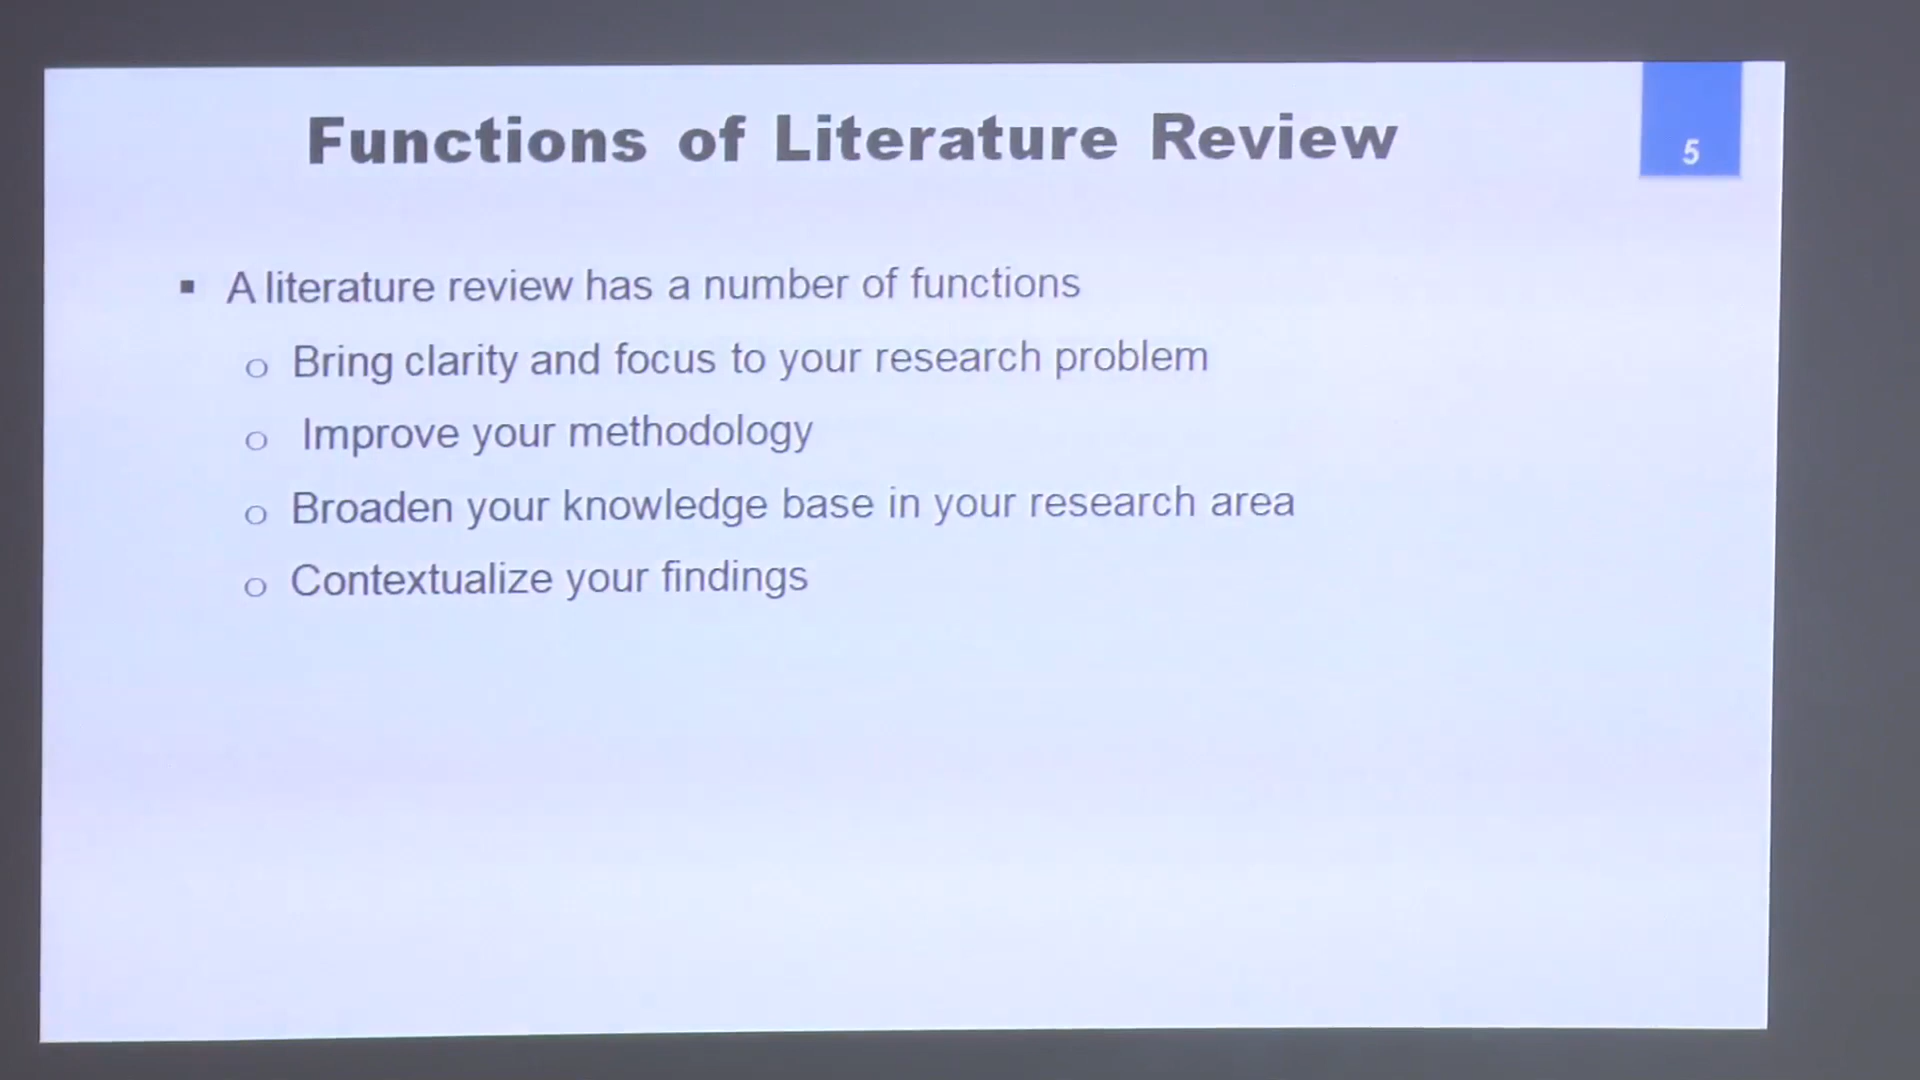 Functions of Literature Review
5
▪ A literature review has a number of functions
o Bring clarity and focus to your research problem
o Improve your methodology
o Broaden your knowledge base in your research area
o Contextualize your findings